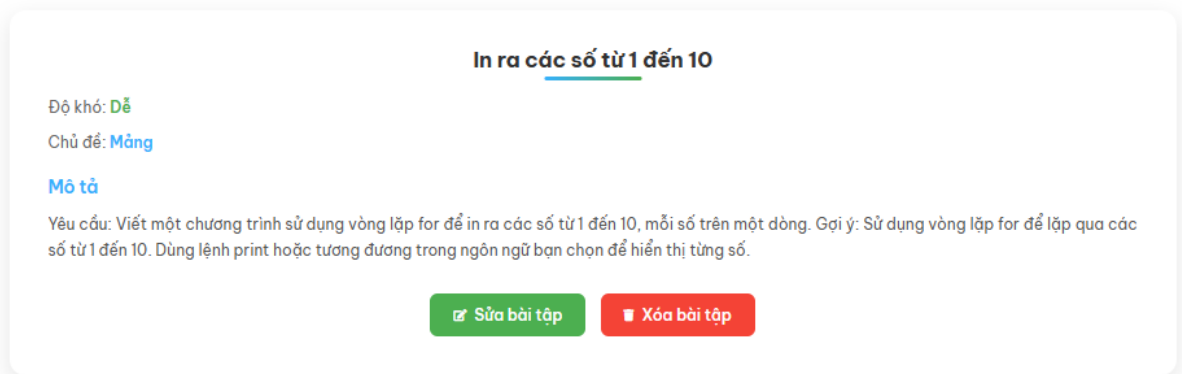 In ra các số từ 1 đến 10
Độ khó: Dễ
Chủ đề: Mảng
Mô tả
Yêu cầu: Viết một chương trình sử dụng vòng lặp for để in ra các số từ 1 đến 10, mỗi số trên một dòng. Gợi ý: Sử dụng vòng lặp for để lặp qua các
số từ 1 đến 10. Dùng lệnh print hoặc tương đương trong ngôn ngữ bạn chọn để hiển thị từng số.
Sửa bài tập
Xóa bài tập